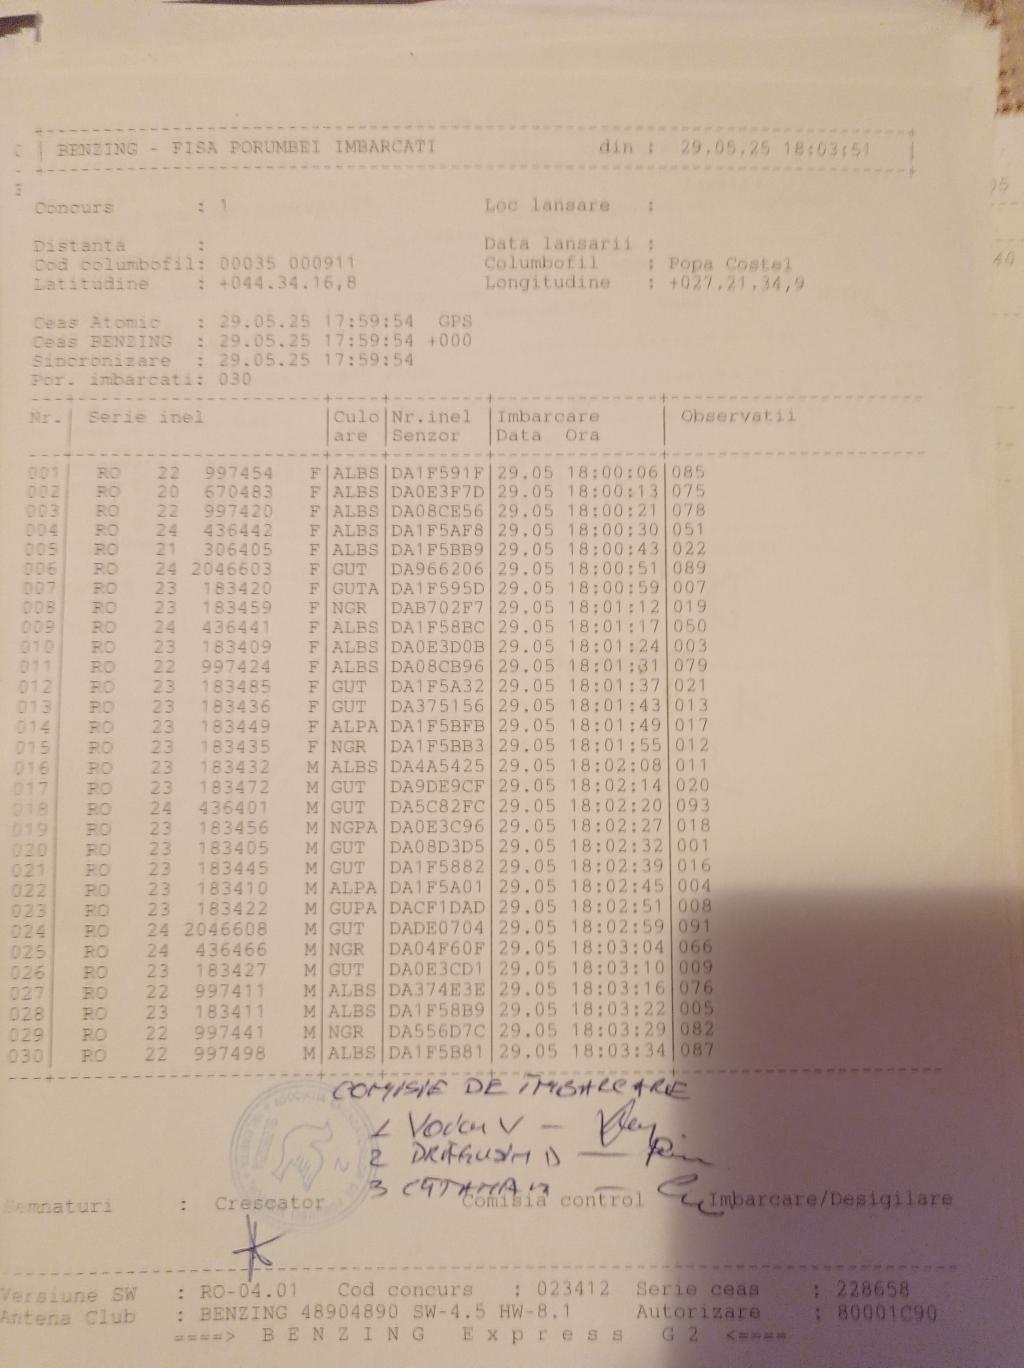 BENZING - FISA PORUMBEI IMBARCATI din : 29.05.25 18:03:51
Concurs : 1 Loc lansare :
Distanta : Data lansarii :
Cod columbofil: 00035 000911 Columbofil : Popa Costel
Latitudine : +044.34.16,8 Longitudine : +027.21.34,9
Ceas Atomic : 29.05.25 17:59:54 GPS
Ceas BENZING : 29.05.25 17:59:54 +000
Sincronizare : 29.05.25 17:59:54
Por. imbarcati: 030
Nr. Serie inel Culo Nr.inel Imbarcare Observatii
are Senzor Data Ora
001 RO 22 997454 F ALBS DA1F591F 29.05 18:00:06 085
002 RO 20 670483 F ALBS DA0E3F7D 29.05 18:00:13 075
003 RO 22 997420 F ALBS DA08CE56 29.05 18:00:21 078
004 RO 24 436442 F ALBS DA1F5AF8 29.05 18:00:30 051
005 RO 21 306405 F ALBS DA1F5BB9 29.05 18:00:43 022
006 RO 24 2046603 F GUT DA966206 29.05 18:00:51 089
007 RO 23 183420 F GUTA DA1F595D 29.05 18:00:59 007
008 RO 23 183459 F NGR DAB702F7 29.05 18:01:12 019
009 RO 24 436441 F ALBS DA1F58BC 29.05 18:01:17 050
010 RO 23 183409 F ALBS DA0E3D0B 29.05 18:01:24 003
011 RO 22 997424 F ALBS DA08CB96 29.05 18:01:31 079
012 RO 23 183485 F GUT DA1F5A32 29.05 18:01:37 021
013 RO 23 183436 F GUT DA375156 29.05 18:01:43 013
014 RO 23 183449 F ALPA DA1F5BFB 29.05 18:01:49 017
015 RO 23 183435 F NGR DA1F5BB3 29.05 18:01:55 012
016 RO 23 183432 M ALBS DA4A5425 29.05 18:02:08 011
017 RO 23 183472 M GUT DA9DE9CF 29.05 18:02:14 020
018 RO 24 436401 M GUT DA5C82FC 29.05 18:02:20 093
019 RO 23 183456 M NGPA DA0E3C96 29.05 18:02:27 018
020 RO 23 183405 M GUT DA08D3D5 29.05 18:02:32 001
021 RO 23 183445 M GUT DA1F5882 29.05 18:02:39 016
022 RO 23 183410 M ALPA DA1F5A01 29.05 18:02:45 004
023 RO 23 183422 M GUPA DACF1DAD 29.05 18:02:51 008
024 RO 24 2046608 M GUT DADE0704 29.05 18:02:59 091
025 RO 24 436466 M NGR DA04F60F 29.05 18:03:04 066
026 RO 23 183427 M GUT DA0E3CD1 29.05 18:03:10 009
027 RO 22 997411 M ALBS DA374E3E 29.05 18:03:16 076
028 RO 23 183411 M ALBS DA1F58B9 29.05 18:03:22 005
029 RO 22 997441 M NGR DA556D7C 29.05 18:03:29 082
030 RO 22 997498 M ALBS DA1F5B81 29.05 18:03:34 087
COMISIE DE IMBARCARE
1 Vodou V -
2 DRĂGUSIN D -
3
Semnaturi : Crescator Comisia control Imbarcare/Desigilare
Versiune SW : RO-04.01 Cod concurs : 023412 Serie ceas : 228658
Antena Club : BENZING 48904890 SW-4.5 HW-8.1 Autorizare : 80001C90
====> B E N Z I N G E x p r e s s G 2 <====